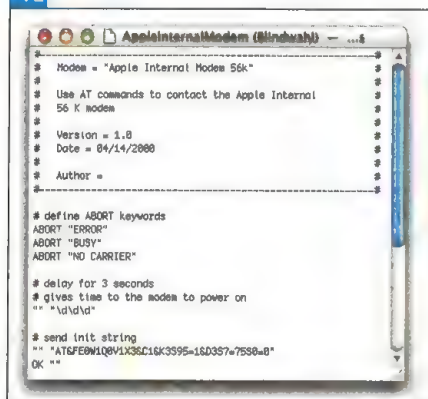 AppleInternalModem (Blindwahl) — ...s
#----------------------------------------------------#
# Modem = "Apple Internal Modem 56k" #
# #
# Use AT commands to contact the Apple Internal #
# 56 K modem #
# #
# Version = 1.0 #
# Date = 04/14/2000 #
# #
# Author = #
#----------------------------------------------------#
# define ABORT keywords
ABORT "ERROR"
ABORT "BUSY"
ABORT "NO CARRIER"
# delay for 3 seconds
# gives time to the modem to power on
"" "\d\d\d"
# send init string
"" "AT&FE0W1Q0V1X3&C1&K3S95=1&D3S7=75S0=0"
OK ""